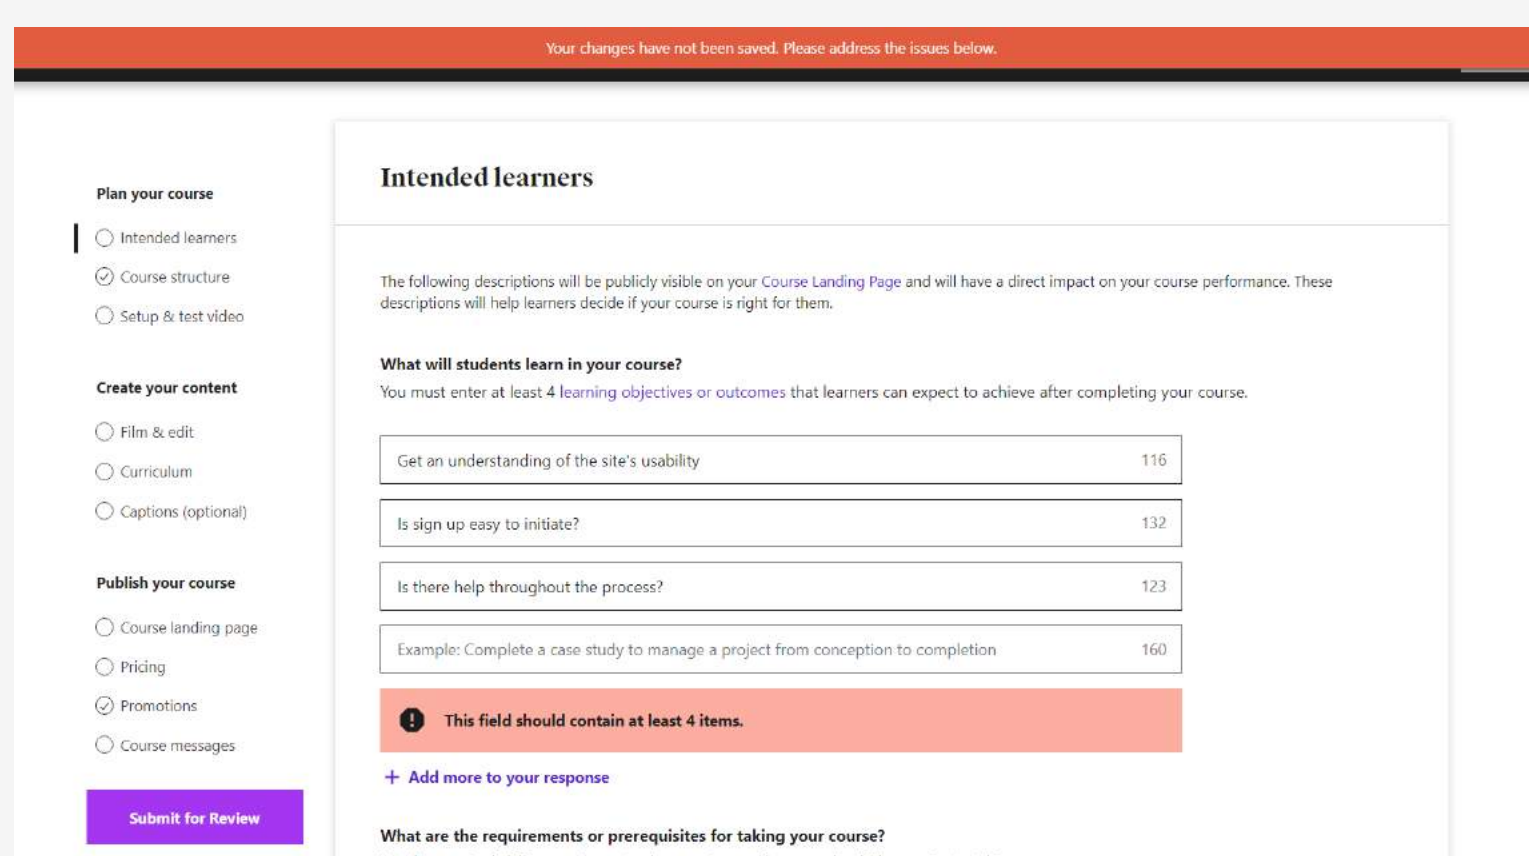 Your changes have not been saved. Please address the issues below.
Plan your course
Intended learners
Course structure
Setup & test video
Create your content
Film & edit
Curriculum
Captions (optional)
Publish your course
Course landing page
Pricing
Promotions
Course messages
Submit for Review
Intended learners
The following descriptions will be publicly visible on your Course Landing Page and will have a direct impact on your course performance. These
descriptions will help learners decide if your course is right for them.
What will students learn in your course?
You must enter at least 4 learning objectives or outcomes that learners can expect to achieve after completing your course.
Get an understanding of the site's usability 116
Is sign up easy to initiate? 132
Is there help throughout the process? 123
Example: Complete a case study to manage a project from conception to completion 160
This field should contain at least 4 items.
+ Add more to your response
What are the requirements or prerequisites for taking your course?